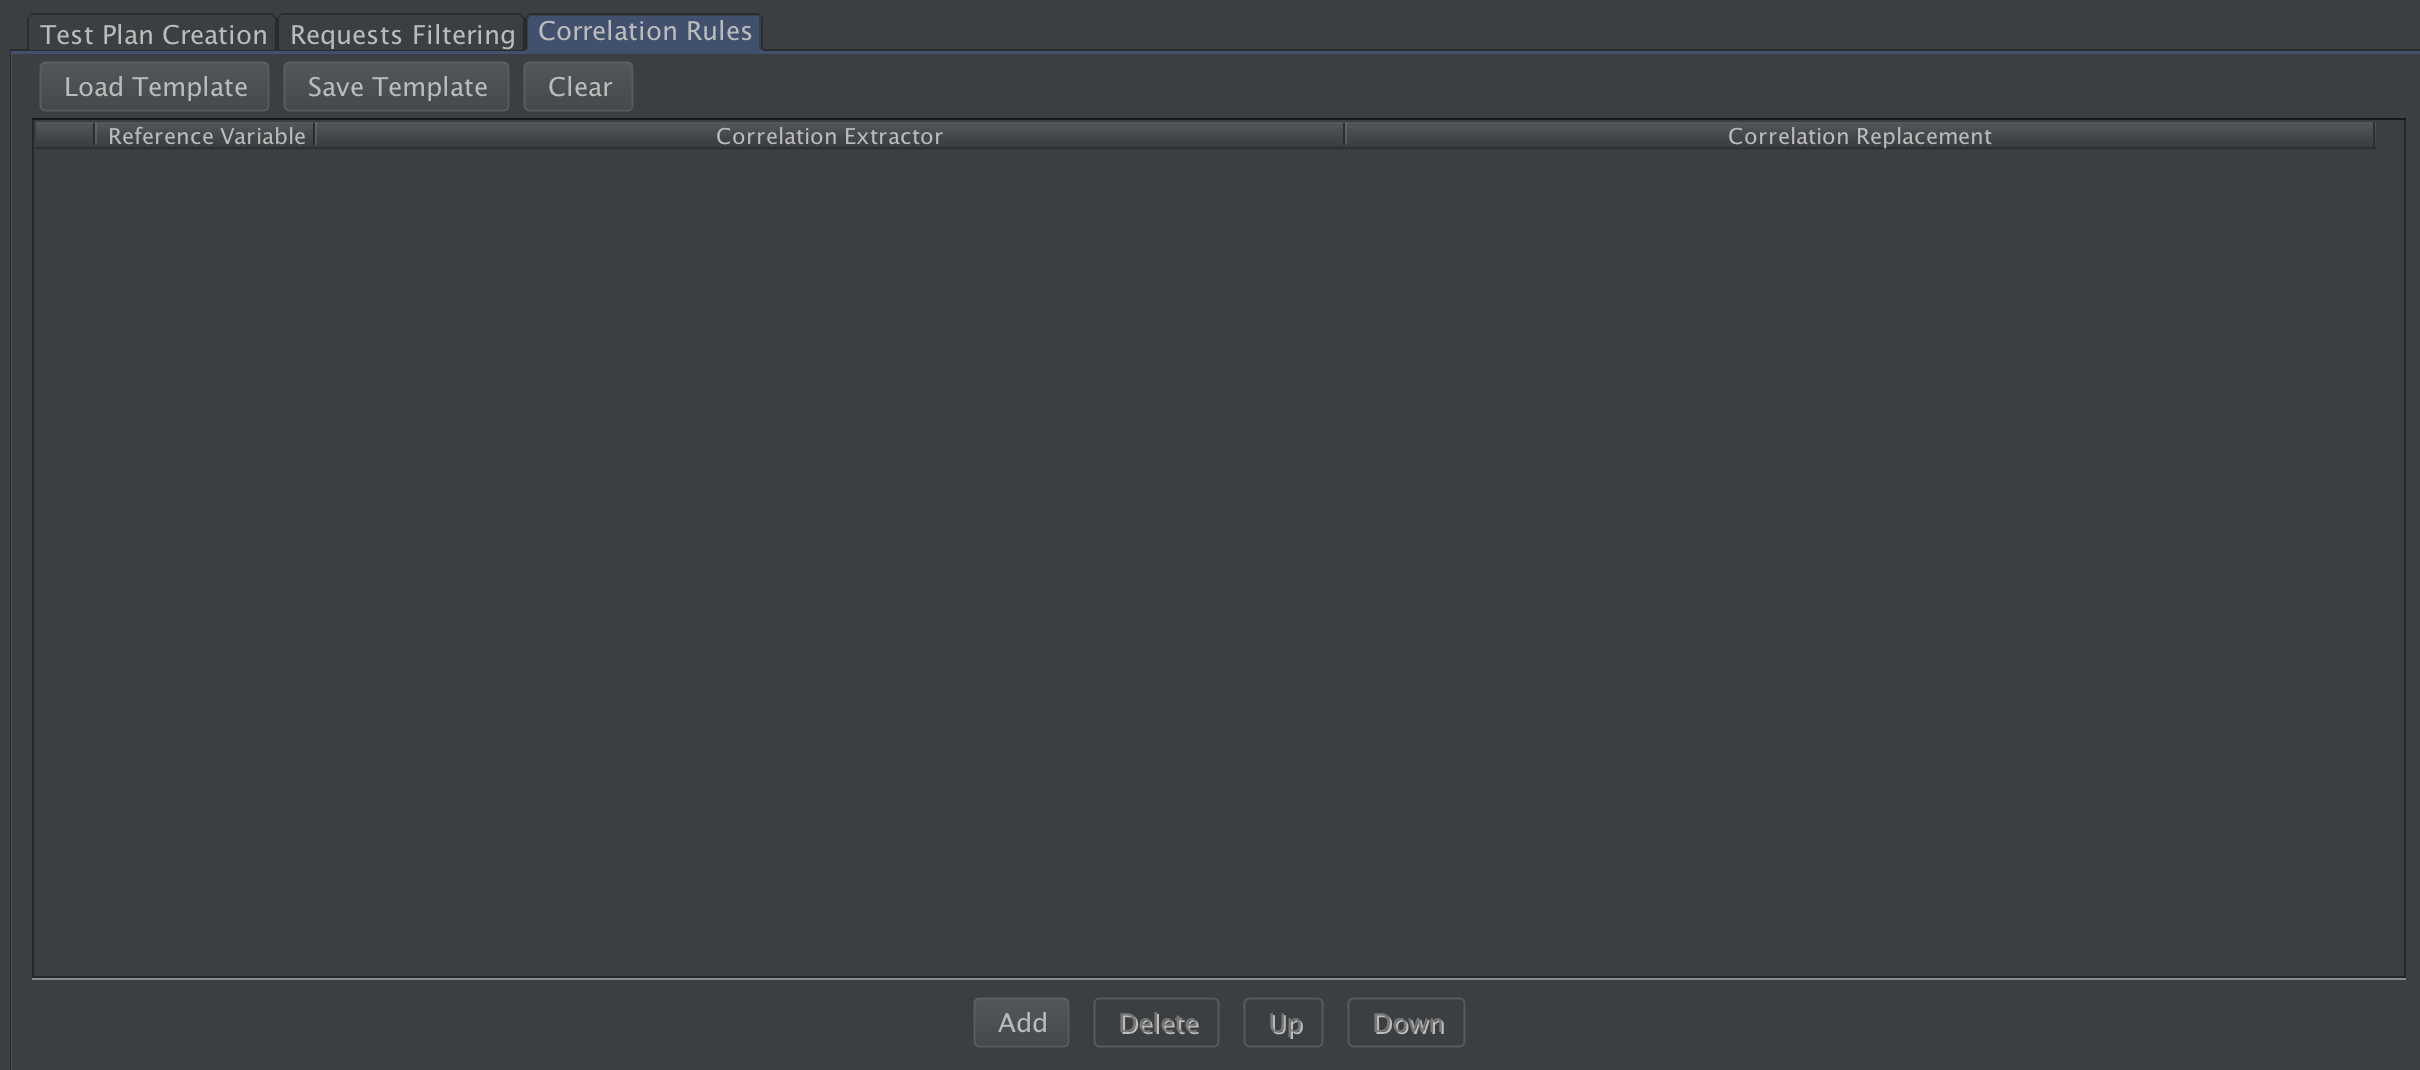 Test Plan Creation Requests Filtering Correlation Rules
Load Template Save Template Clear
Reference Variable Correlation Extractor Correlation Replacement
Add Delete Up Down